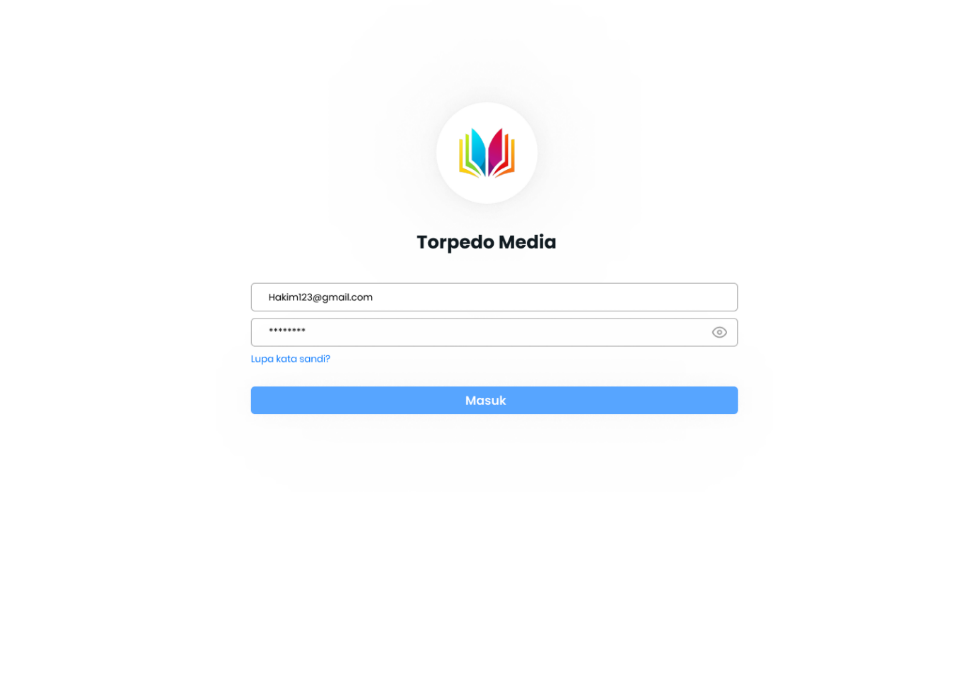 Torpedo Media
Hakim123@gmail.com
********
Lupa kata sandi?
Masuk